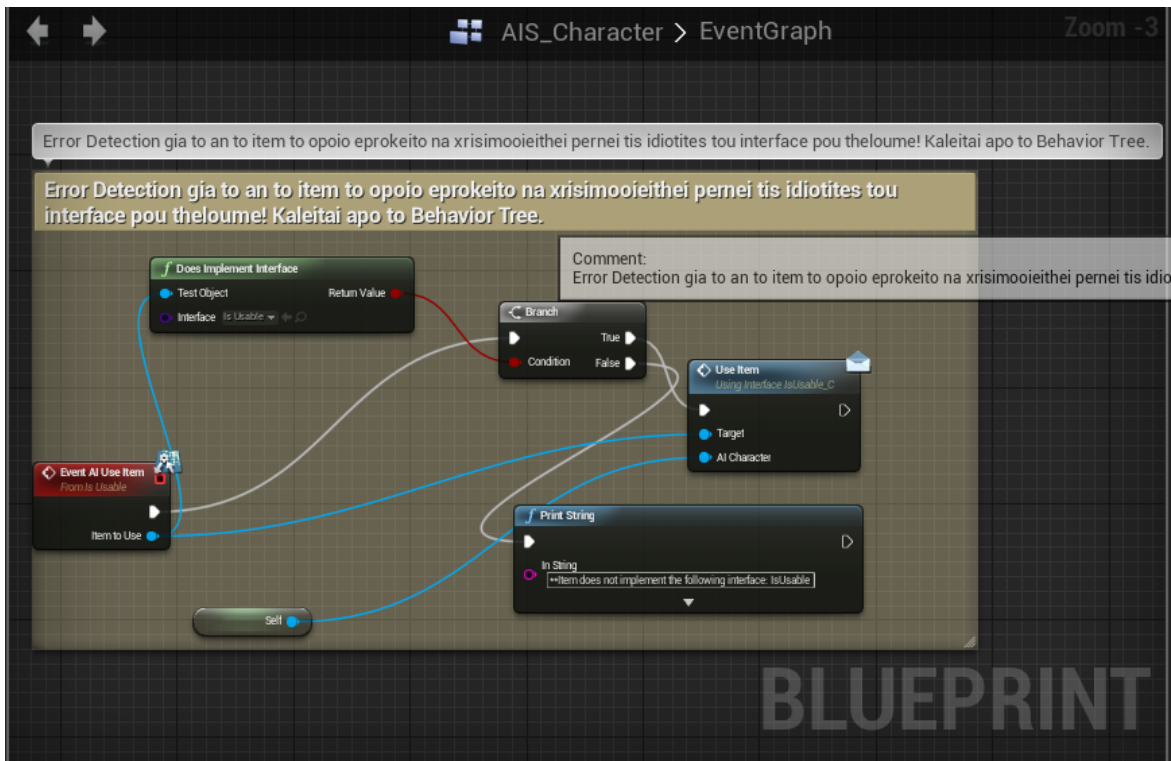 AIS_Character > EventGraph
Zoom -3
Error Detection gia to an to item to opoio eprokeito na xrisimooieithei pernei tis idiotites tou interface pou theloume! Kaleitai apo to Behavior Tree.
Error Detection gia to an to item to opoio eprokeito na xrisimooieithei pernei tis idiotites tou
interface pou theloume! Kaleitai apo to Behavior Tree.
Comment:
Error Detection gia to an to item to opoio eprokeito na xrisimooieithei pernei tis idio
f Does Implement Interface
Test Object
Return Value
Interface Is Usable
Branch
True
Condition
False
Use Item
Using Interface IsUsable_C
Target
AI Character
Event AI Use Item
From Is Usable
Item to Use
f Print String
In String
**Item does not implement the following interface: IsUsable
Self
BLUEPRINT